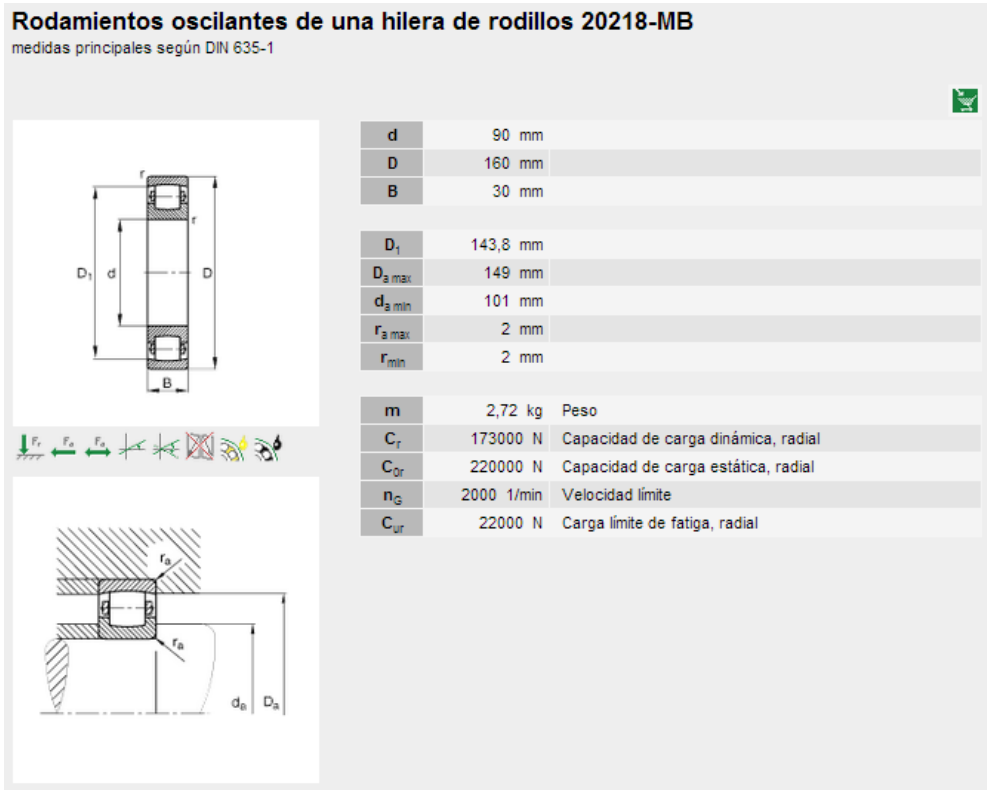 Rodamientos oscilantes de una hilera de rodillos 20218-MB
medidas principales según DIN 635-1
r
r
D1 d D
B
Fr Fa Fa
ra
ra
da Da
d 90 mm
D 160 mm
B 30 mm
D1 143,8 mm
Da max 149 mm
da min 101 mm
ra max 2 mm
rmin 2 mm
m 2,72 kg Peso
Cr 173000 N Capacidad de carga dinámica, radial
C0r 220000 N Capacidad de carga estática, radial
nG 2000 1/min Velocidad límite
Cur 22000 N Carga límite de fatiga, radial